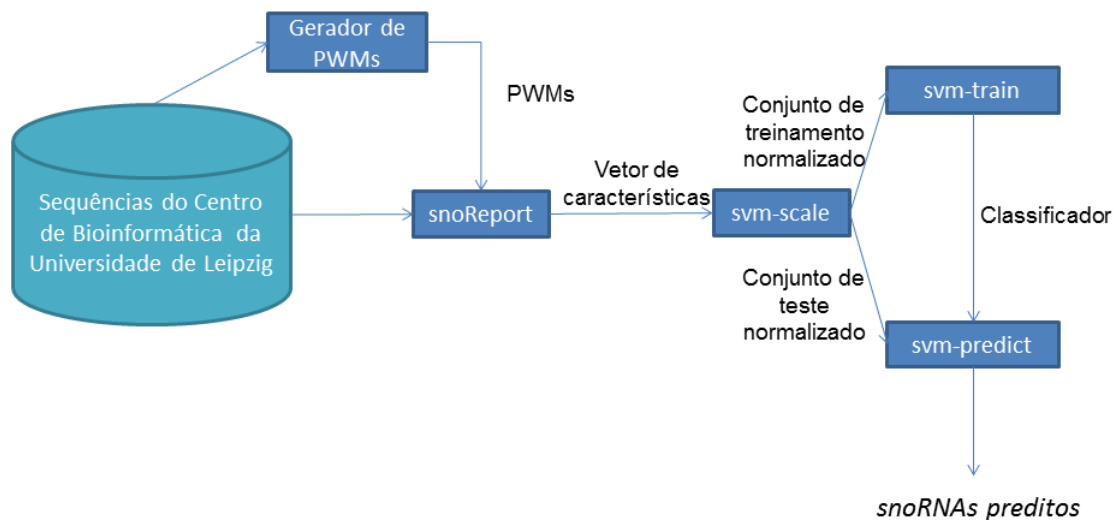 Gerador de
PWMs
PWMs
Sequências do Centro
de Bioinformática da
Universidade de Leipzig
snoReport
Vetor de
características
svm-scale
Conjunto de
treinamento
normalizado
svm-train
Classificador
Conjunto de
teste
normalizado
svm-predict
snoRNAs preditos